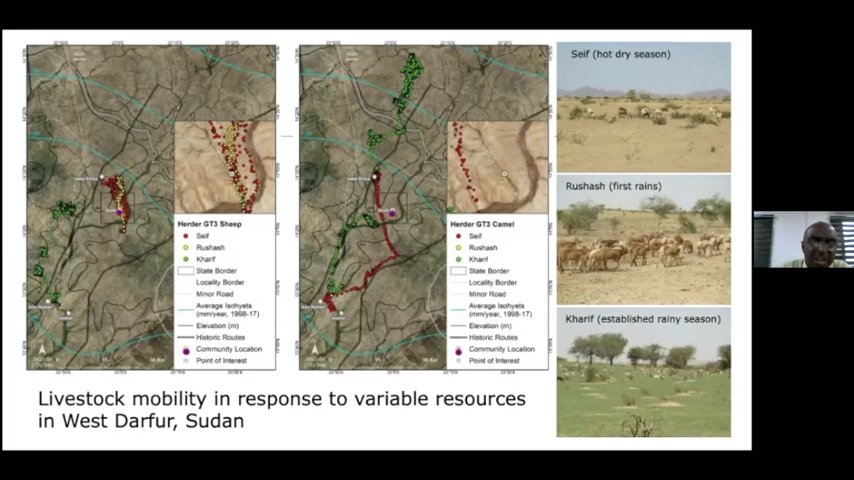 Herder GT3 Sheep
Seif
Rushash
Kharif
State Border
Locality Border
Minor Road
Average Isohyets
(mm/year, 1998-17)
Elevation (m)
Historic Routes
Community Location
Point of Interest
Herder GT3 Camel
Seif
Rushash
Kharif
State Border
Locality Border
Minor Road
Average Isohyets
(mm/year, 1998-17)
Elevation (m)
Historic Routes
Community Location
Point of Interest
Seif (hot dry season)
Rushash (first rains)
Kharif (established rainy season)
Livestock mobility in response to variable resources
in West Darfur, Sudan